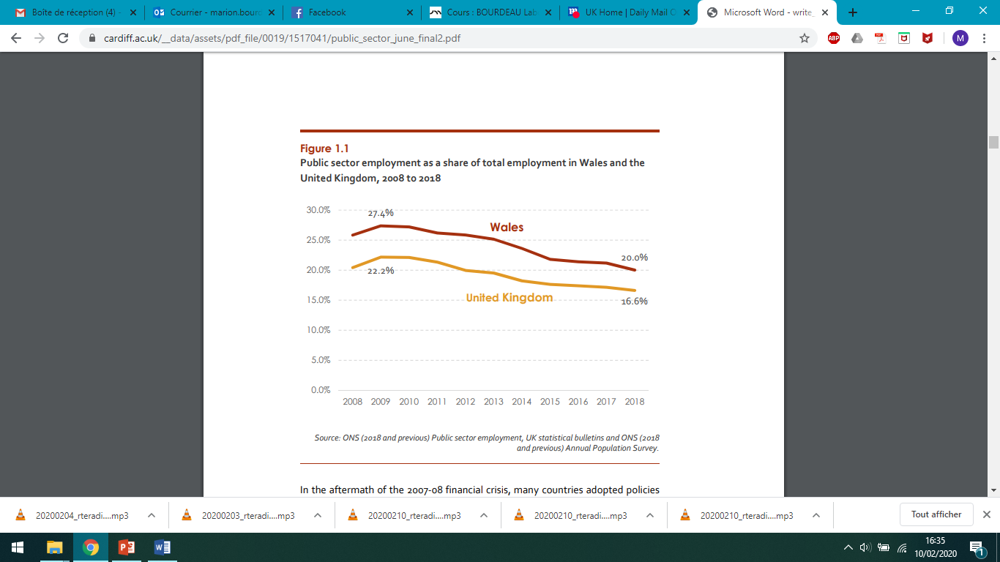 Boîte de réception (4) -
Courrier - marion.bourd
Facebook
Cours : BOURDEAU Lab
UK Home | Daily Mail O
Microsoft Word - write_
cardiff.ac.uk/__data/assets/pdf_file/0019/1517041/public_sector_june_final2.pdf
ABP
M
Figure 1.1
Public sector employment as a share of total employment in Wales and the
United Kingdom, 2008 to 2018
30.0%
27.4%
Wales
25.0%
20.0%
20.0%
22.2%
United Kingdom
15.0%
16.6%
10.0%
5.0%
0.0%
2008 2009 2010 2011 2012 2013 2014 2015 2016 2017 2018
Source: ONS (2018 and previous) Public sector employment, UK statistical bulletins and ONS (2018
and previous) Annual Population Survey.
In the aftermath of the 2007-08 financial crisis, many countries adopted policies
20200204_rteradi....mp3
20200203_rteradi....mp3
20200210_rteradi....mp3
20200210_rteradi....mp3
20200210_rteradi....mp3
Tout afficher
16:35
10/02/2020
1